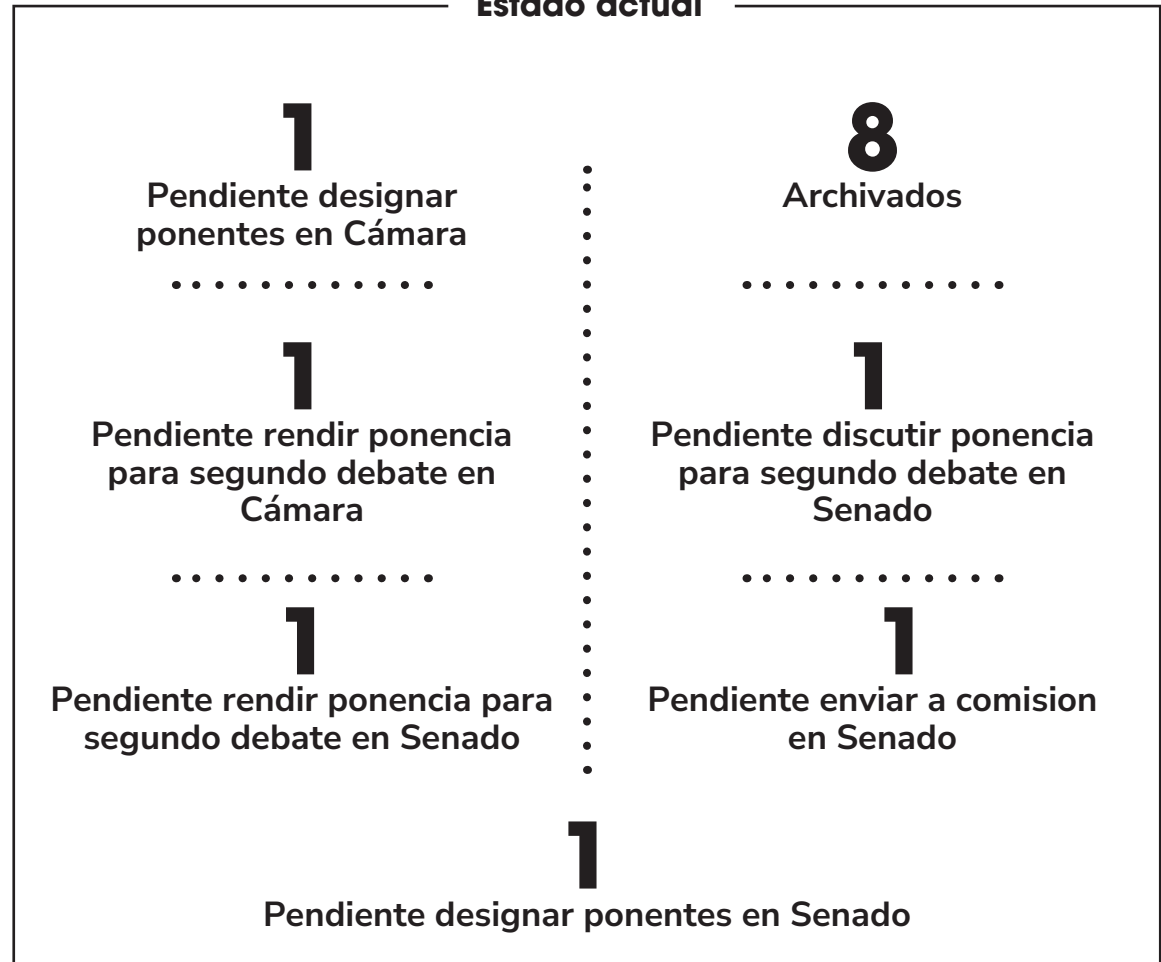 Estado actual
1
Pendiente designar
ponentes en Cámara
8
Archivados
1
Pendiente rendir ponencia
para segundo debate en
Cámara
1
Pendiente discutir ponencia
para segundo debate en
Senado
1
Pendiente rendir ponencia para
segundo debate en Senado
1
Pendiente enviar a comision
en Senado
1
Pendiente designar ponentes en Senado